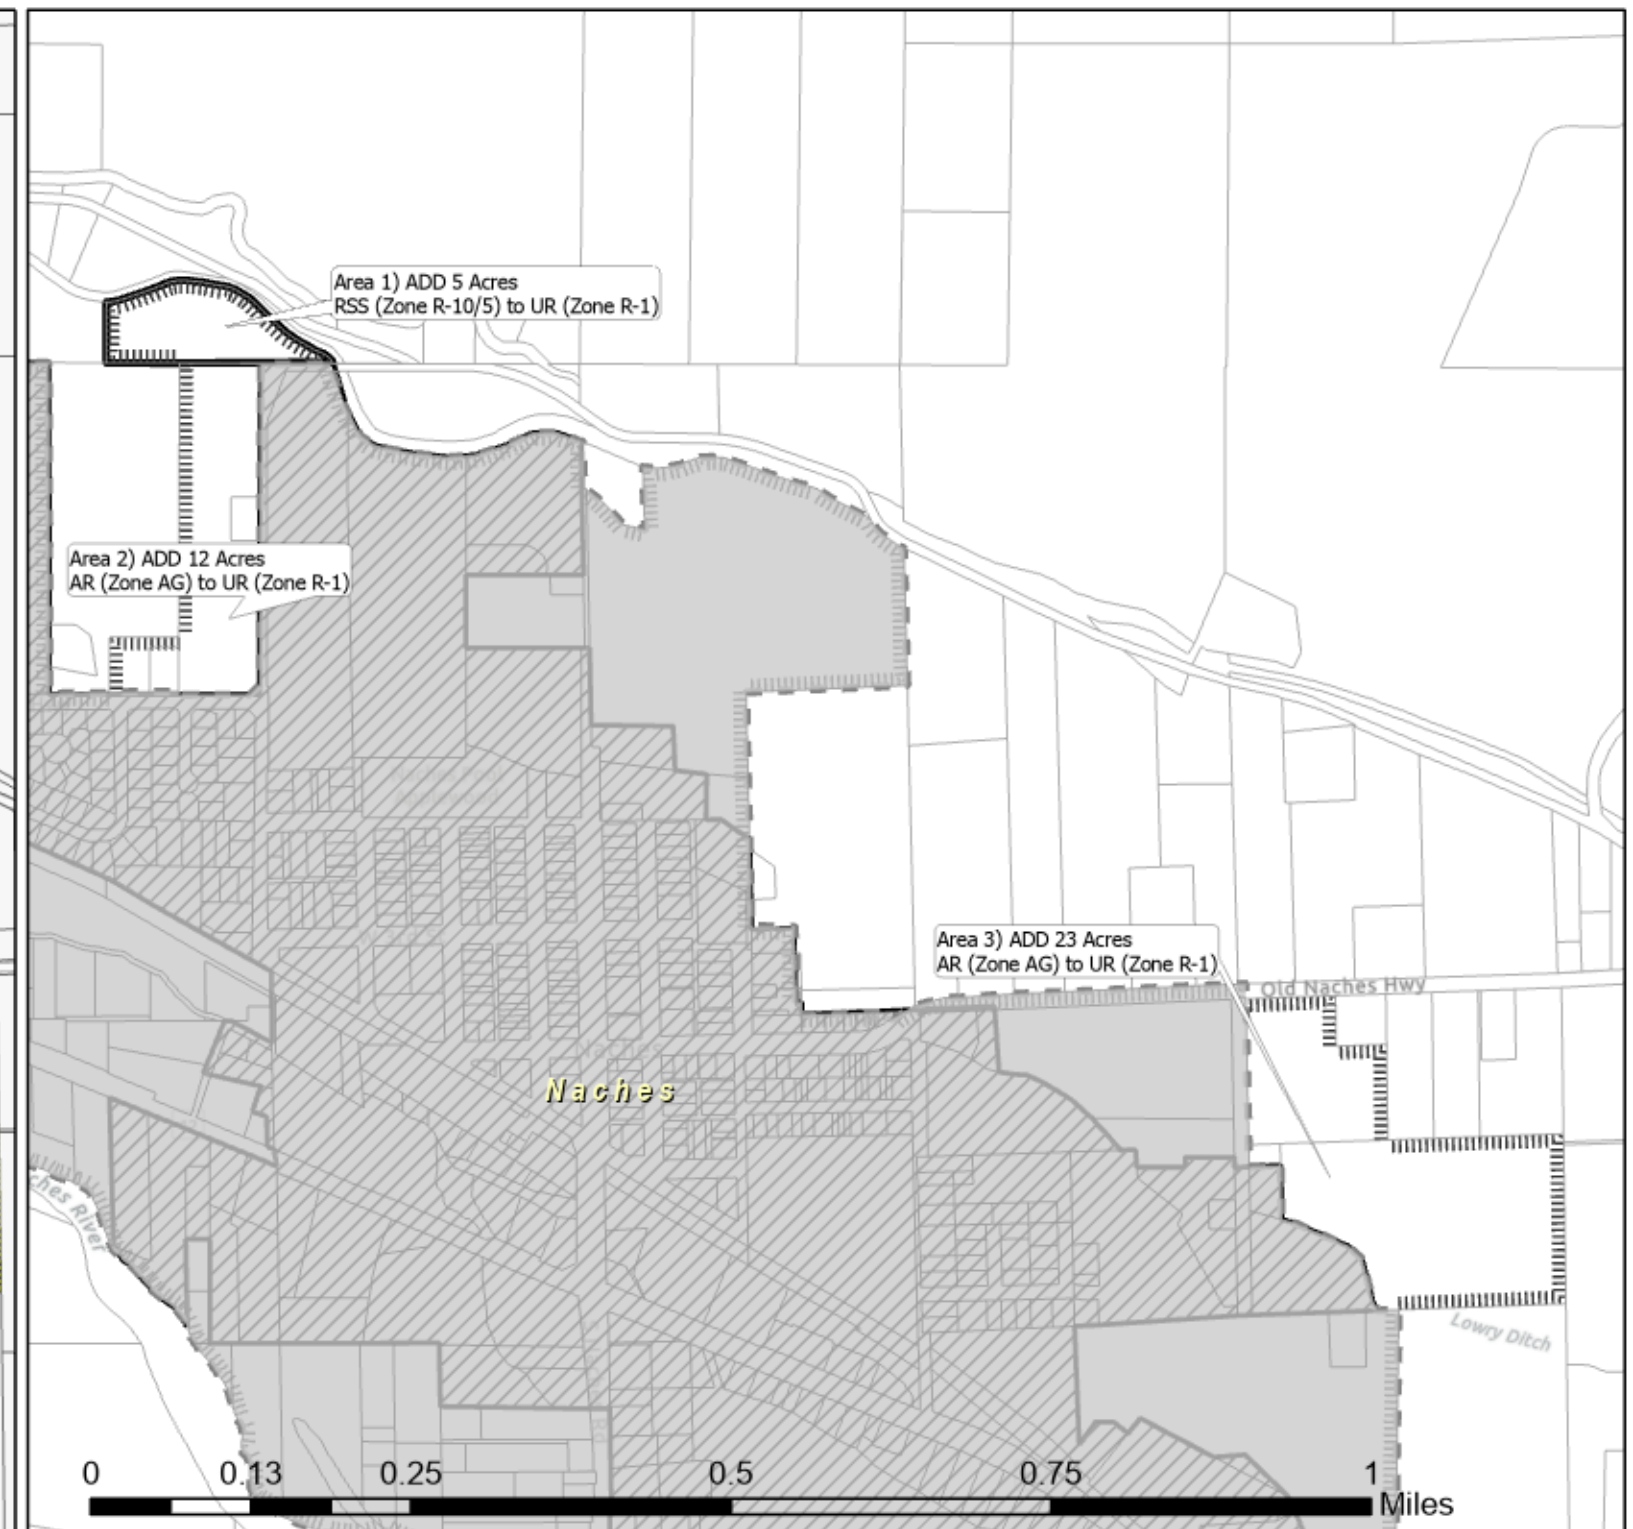 Area 1) ADD 5 Acres
RSS (Zone R-10/5) to UR (Zone R-1)
Area 2) ADD 12 Acres
AR (Zone AG) to UR (Zone R-1)
Area 3) ADD 23 Acres
AR (Zone AG) to UR (Zone R-1)
Old Naches Hwy
Naches
ches River
Lowry Ditch
0 0.13 0.25 0.5 0.75 1
Miles